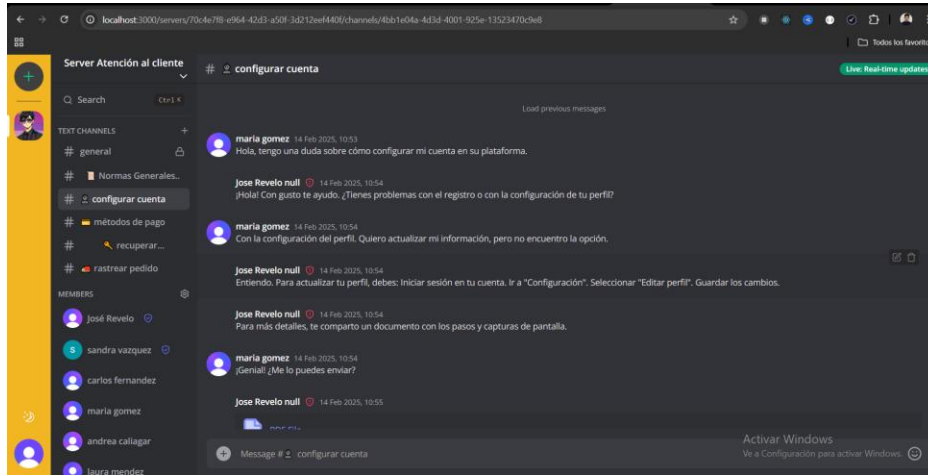 localhost:3000/servers/70c4e7f8-e964-42d3-a50f-3d212eef440f/channels/4bb1e04a-4d3d-4001-925e-13523470c9e8
Todos los favorito
Server Atención al cliente
# configurar cuenta
Live: Real-time updates
Search Ctrl K
TEXT CHANNELS +
# general
# Normas Generales..
# configurar cuenta
# métodos de pago
# recuperar...
# rastrear pedido
MEMBERS
José Revelo
S sandra vazquez
carlos fernandez
maria gomez
andrea caliagar
laura mendez
Load previous messages
maria gomez 14 Feb 2025, 10:53
Hola, tengo una duda sobre cómo configurar mi cuenta en su plataforma.
Jose Revelo null 14 Feb 2025, 10:54
¡Hola! Con gusto te ayudo. ¿Tienes problemas con el registro o con la configuración de tu perfil?
maria gomez 14 Feb 2025, 10:54
Con la configuración del perfil. Quiero actualizar mi información, pero no encuentro la opción.
Jose Revelo null 14 Feb 2025, 10:54
Entiendo. Para actualizar tu perfil, debes: Iniciar sesión en tu cuenta. Ir a "Configuración". Seleccionar "Editar perfil". Guardar los cambios.
Jose Revelo null 14 Feb 2025, 10:54
Para más detalles, te comparto un documento con los pasos y capturas de pantalla.
maria gomez 14 Feb 2025, 10:54
¡Genial! ¿Me lo puedes enviar?
Jose Revelo null 14 Feb 2025, 10:55
PDF File
Message # configurar cuenta
Activar Windows
Ve a Configuración para activar Windows.